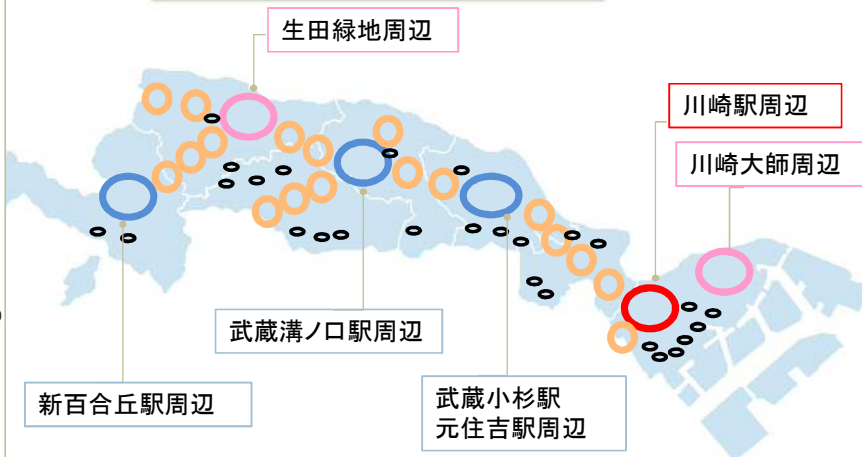 生田緑地周辺
川崎駅周辺
川崎大師周辺
武蔵溝ノ口駅周辺
新百合丘駅周辺
武蔵小杉駅
元住吉駅周辺